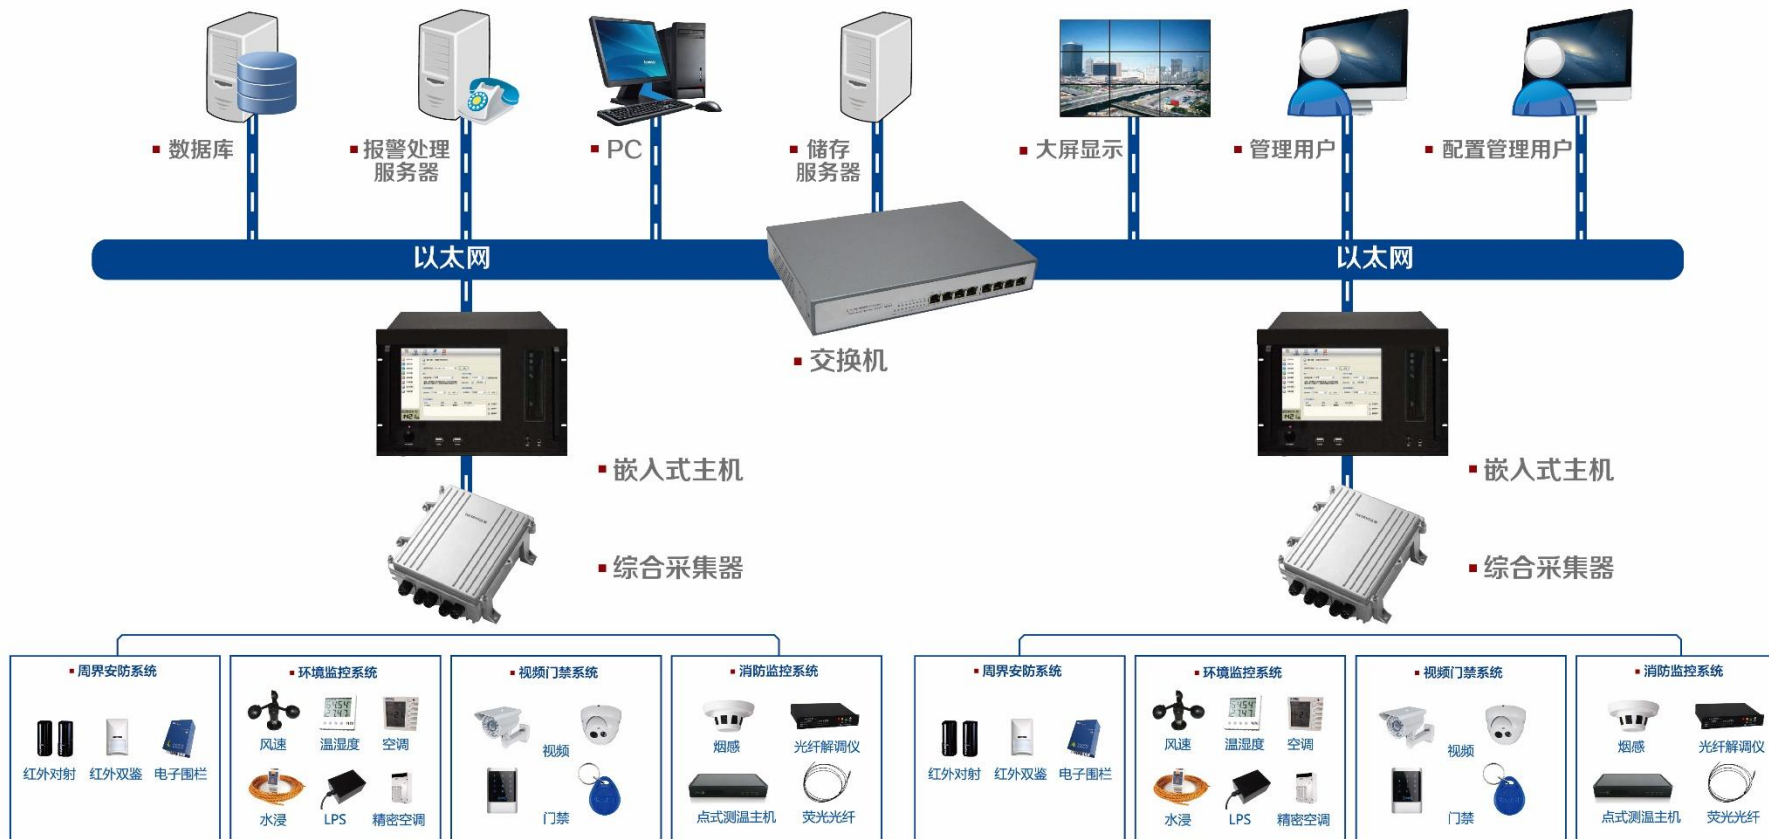 数据库
报警处理
服务器
PC
储存
服务器
大屏显示
管理用户
配置管理用户
以太网
以太网
交换机
嵌入式主机
嵌入式主机
综合采集器
综合采集器
周界安防系统
红外对射 红外双鉴 电子围栏
环境监控系统
风速 温湿度 空调
水浸 LPS 精密空调
视频门禁系统
视频
门禁
消防监控系统
烟感 光纤解调仪
点式测温主机 荧光光纤
周界安防系统
红外对射 红外双鉴 电子围栏
环境监控系统
风速 温湿度 空调
水浸 LPS 精密空调
视频门禁系统
视频
门禁
消防监控系统
烟感 光纤解调仪
点式测温主机 荧光光纤